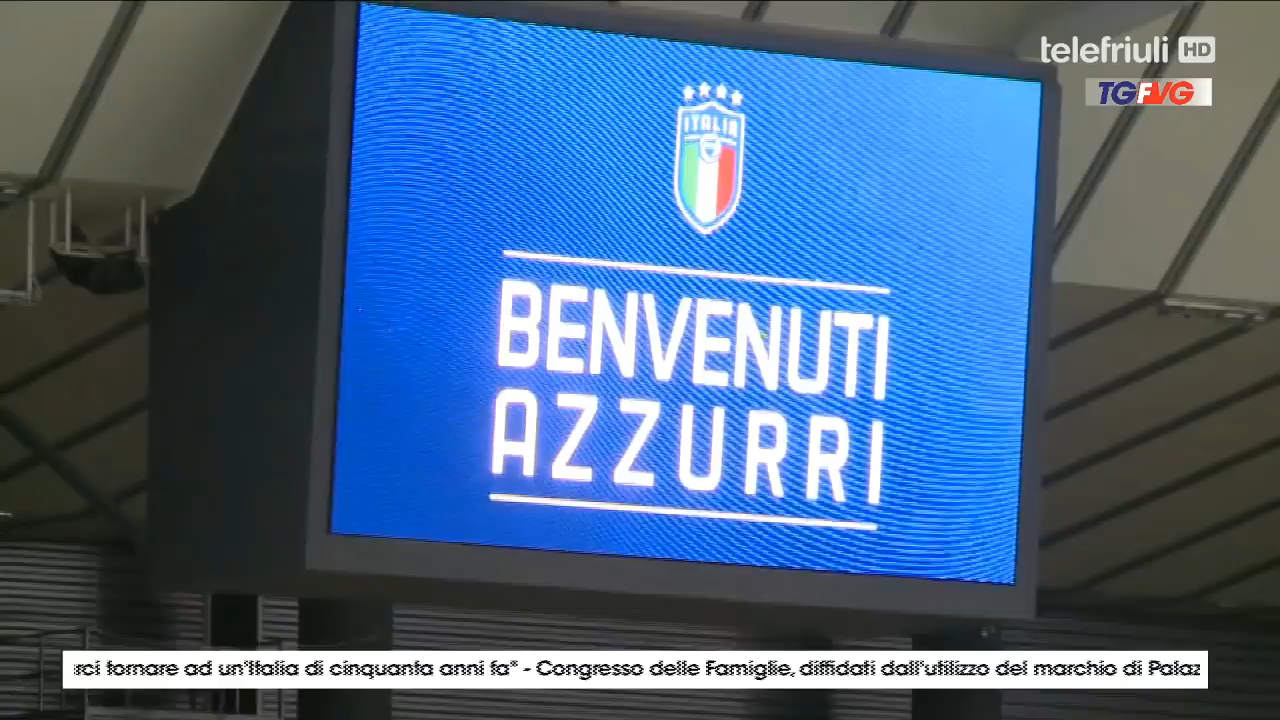 telefriuli HD
TGFVG
ITALIA
BENVENUTI
AZZURRI
rci tornare ad un'Italia di cinquanta anni fa" - Congresso delle Famiglie, diffidati dall'utilizzo del marchio di Palaz